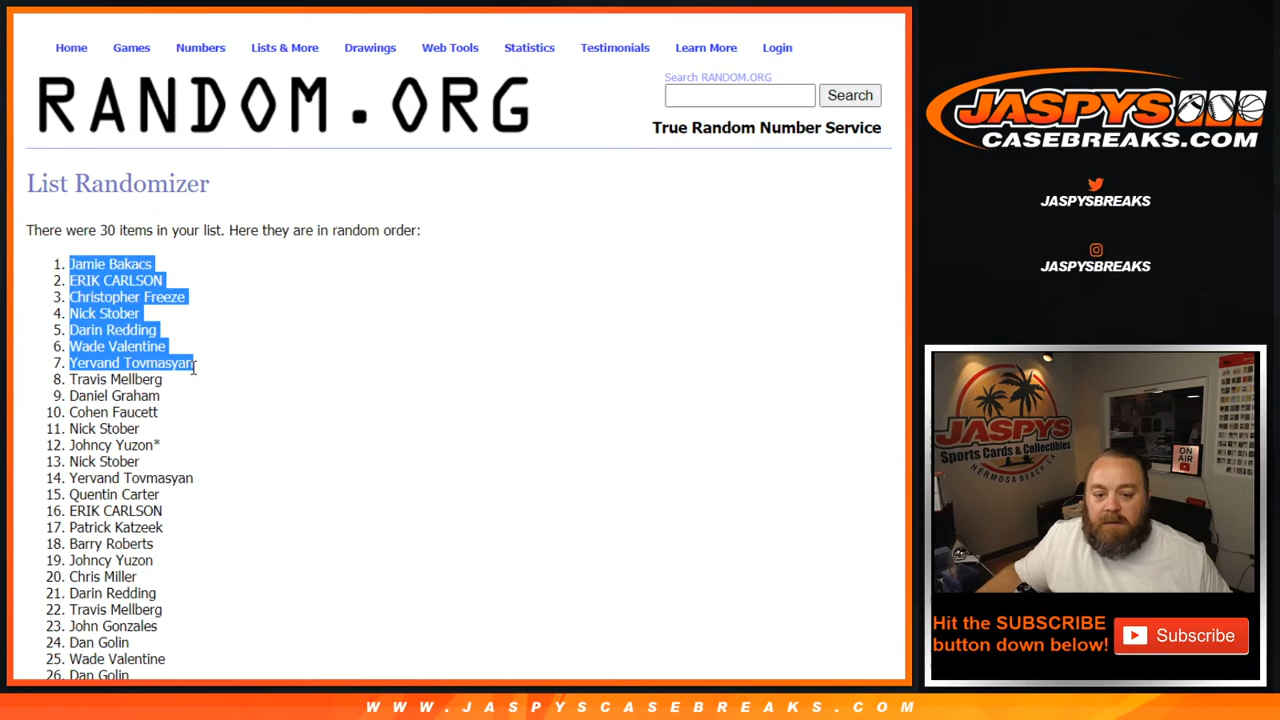 Home Games Numbers Lists & More Drawings Web Tools Statistics Testimonials Learn More Login
RANDOM.ORG
Search RANDOM.ORG
Search
True Random Number Service
List Randomizer
There were 30 items in your list. Here they are in random order:
1. Jamie Bakacs
2. ERIK CARLSON
3. Christopher Freeze
4. Nick Stober
5. Darin Redding
6. Wade Valentine
7. Yervand Tovmasyan
8. Travis Mellberg
9. Daniel Graham
10. Cohen Faucett
11. Nick Stober
12. Johncy Yuzon*
13. Nick Stober
14. Yervand Tovmasyan
15. Quentin Carter
16. ERIK CARLSON
17. Patrick Katzeek
18. Barry Roberts
19. Johncy Yuzon
20. Chris Miller
21. Darin Redding
22. Travis Mellberg
23. John Gonzales
24. Dan Golin
25. Wade Valentine
26. Dan Golin
JASPYS
CASEBREAKS.COM
JASPYSBREAKS
JASPYSBREAKS
JASPYS
Sports Cards & Collectibles
HERMOSA BEACH, CA
ON
AIR
Hit the SUBSCRIBE
button down below!
Subscribe
WWW.JASPYSCASEBREAKS.COM